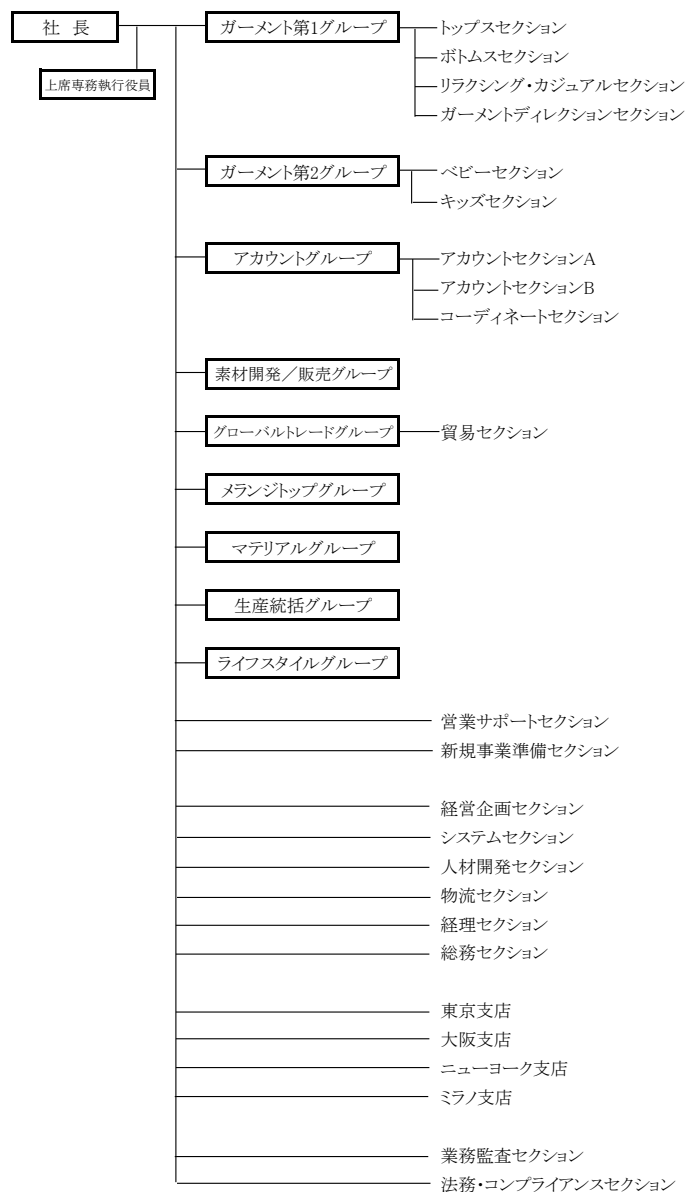 社 長
上席専務執行役員
ガーメント第1グループ
トップスセクション
ボトムスセクション
リラクシング・カジュアルセクション
ガーメントディレクションセクション
ガーメント第2グループ
ベビーセクション
キッズセクション
アカウントグループ
アカウントセクションA
アカウントセクションB
コーディネートセクション
素材開発／販売グループ
グローバルトレードグループ
貿易セクション
メランジトップグループ
マテリアルグループ
生産統括グループ
ライフスタイルグループ
営業サポートセクション
新規事業準備セクション
経営企画セクション
システムセクション
人材開発セクション
物流セクション
経理セクション
総務セクション
東京支店
大阪支店
ニューヨーク支店
ミラノ支店
業務監査セクション
法務・コンプライアンスセクション